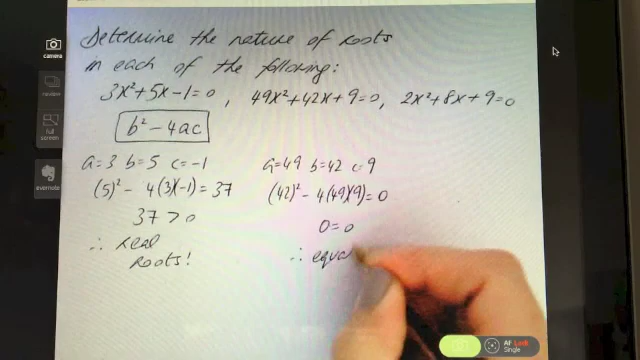 Determine the nature of roots
in each of the following:
3x²+5x-1=0, 49x²+42x+9=0, 2x²+8x+9=0
b²-4ac
a=3 b=5 c=-1
(5)² - 4(3)(-1)=37
37>0
∴ real
roots!
a=49 b=42 c=9
(42)² - 4(49)(9)=0
0=0
∴ equa
camera
review
full
screen
evernote
AF Lock
Single